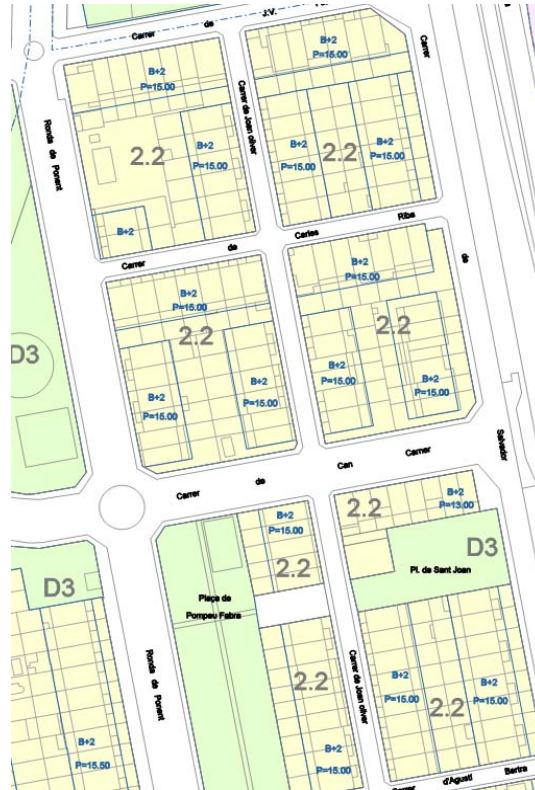 Carrer
de
J.V.
Carrer
B+2
P=15.00
B+2
P=15.00
Carrer de Joan oliver
Ronda de Ponent
2.2
B+2
P=15.00
B+2
P=15.00
2.2
B+2
P=15.00
B+2
Carrer
de
Carles
Riba
de
B+2
P=15.00
2.2
B+2
P=15.00
2.2
D3
B+2
P=15.00
B+2
P=15.00
B+2
P=15.00
B+2
P=15.00
Carrer
de
Can
Carner
Salvador
B+2
P=15.00
2.2
2.2
B+2
P=13.00
D3
Pl. de Sant Joan
D3
Plaça de
Pompeu Fabra
Ronda de Ponent
2.2
Carrer de Joan oliver
B+2
P=15.00
B+2
P=15.00
2.2
B+2
P=15.50
B+2
P=15.00
Carrer
d'Agustí
Bertra